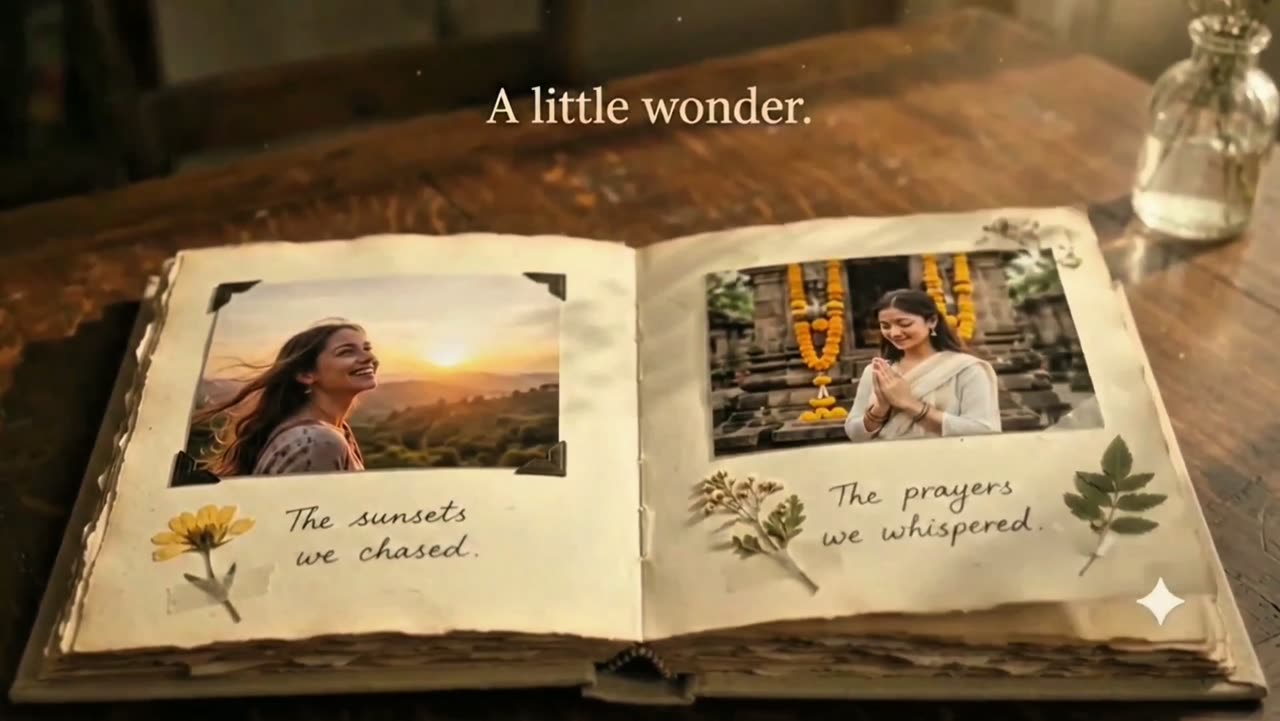 A little wonder.
The sunsets
we chased.
The prayers
we whispered.